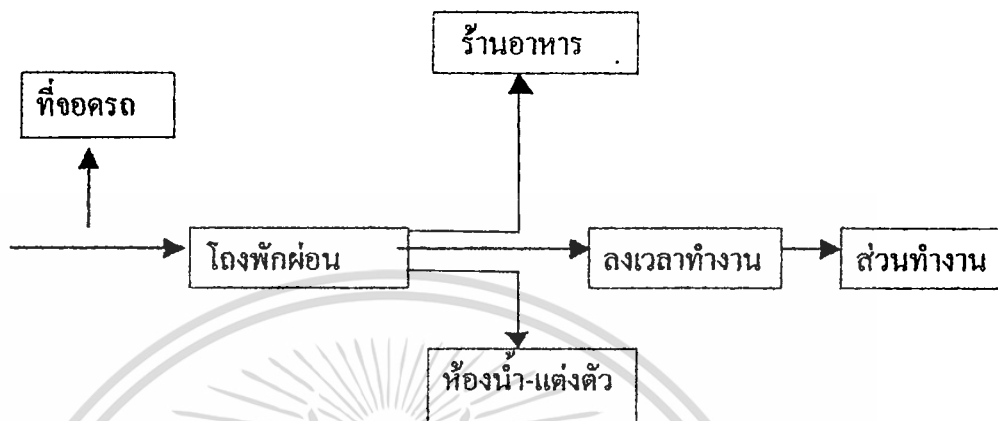 ร้านอาหาร
ที่จอดรถ
โถงพักผ่อน
ลงเวลาทำงาน
ส่วนทำงาน
ห้องน้ำ-แต่งตัว